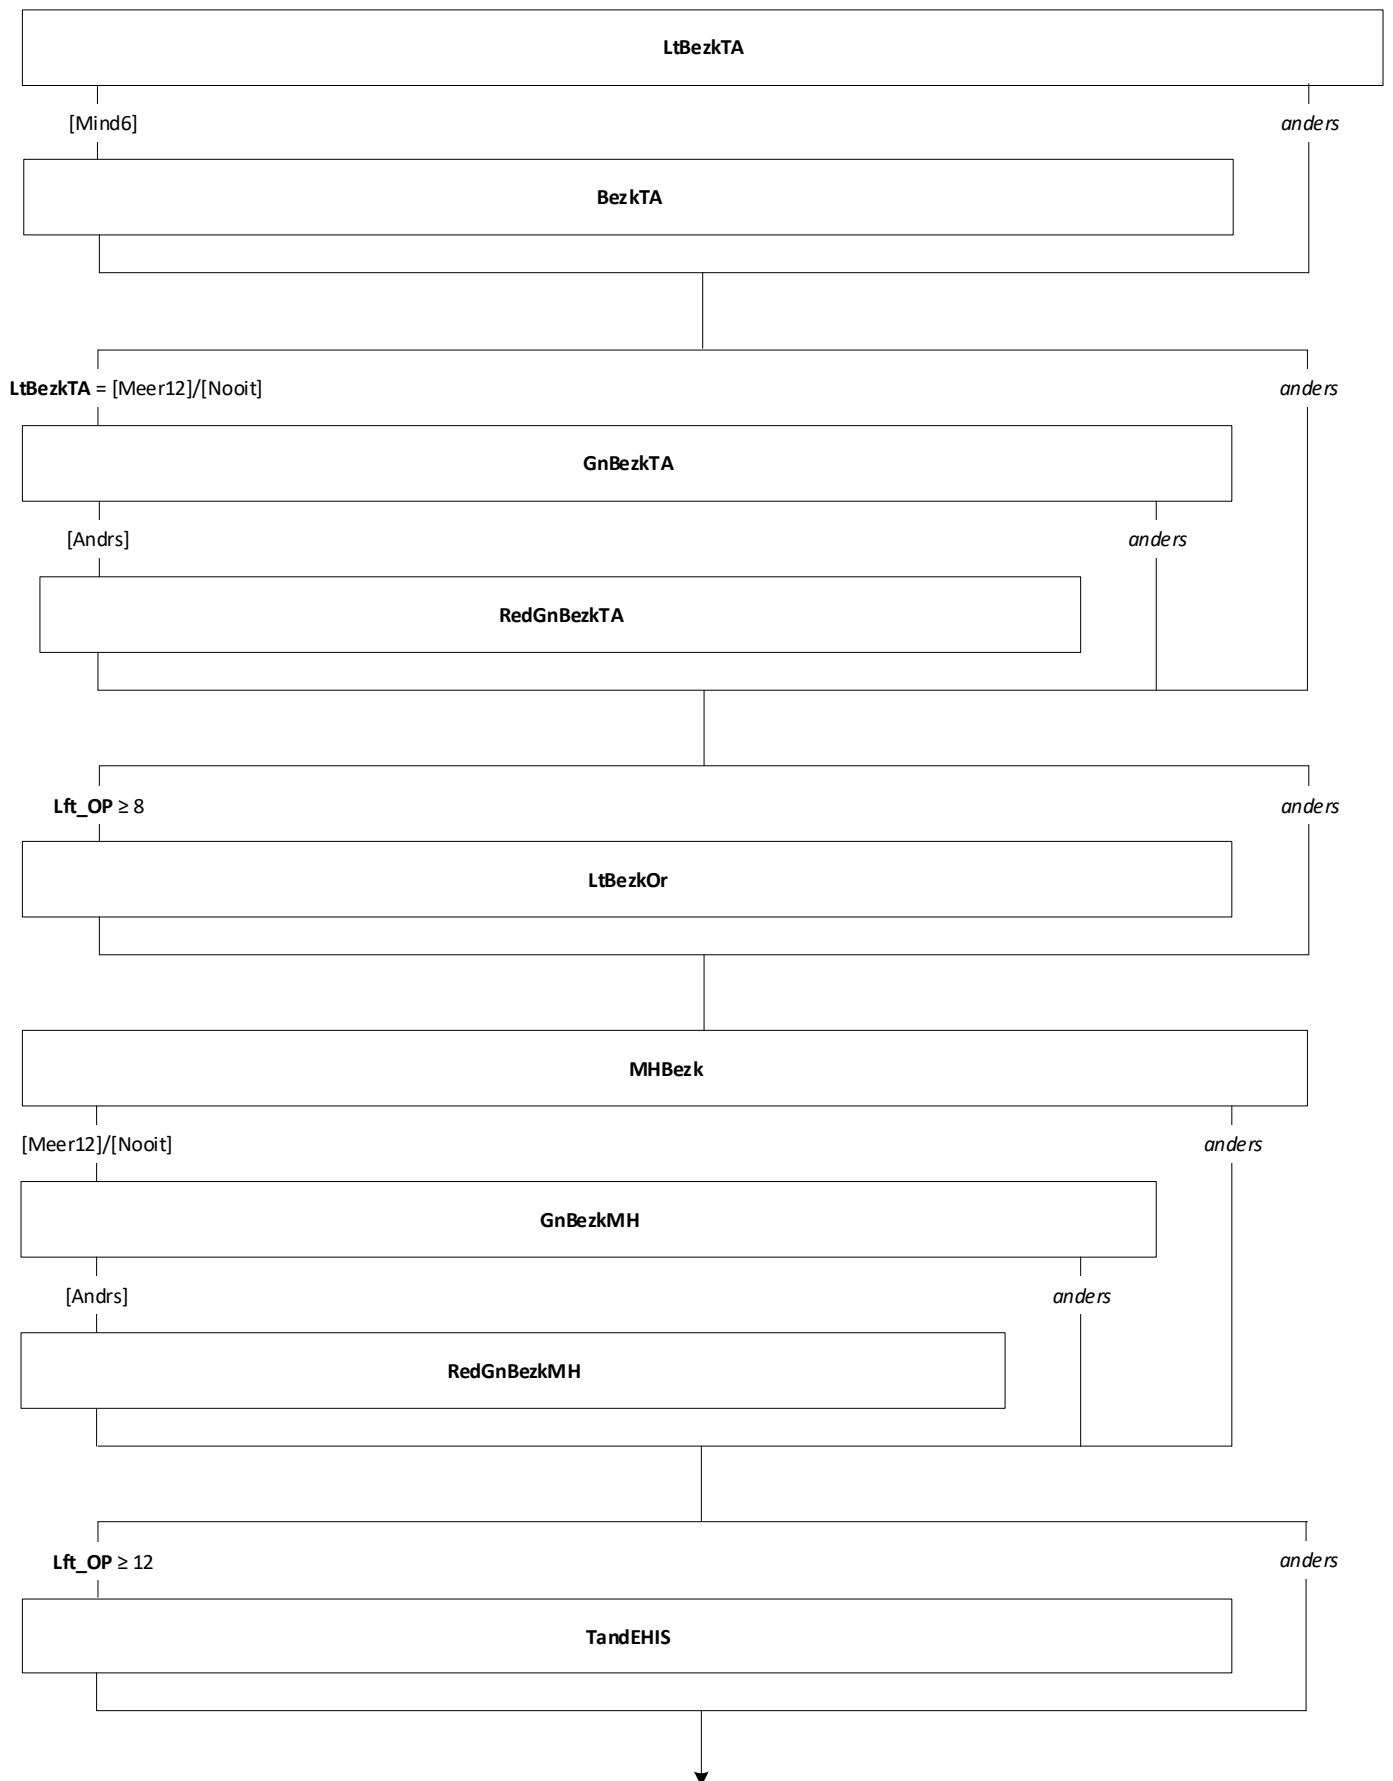 LtBezkTA
[Mind6] anders
BezkTA
LtBezkTA = [Meer12]/[Nooit] anders
GnBezkTA
[Andrs] anders
RedGnBezkTA
Lft_OP ≥ 8 anders
LtBezkOr
MHBezk
[Meer12]/[Nooit] anders
GnBezkMH
[Andrs] anders
RedGnBezkMH
Lft_OP ≥ 12 anders
TandEHIS